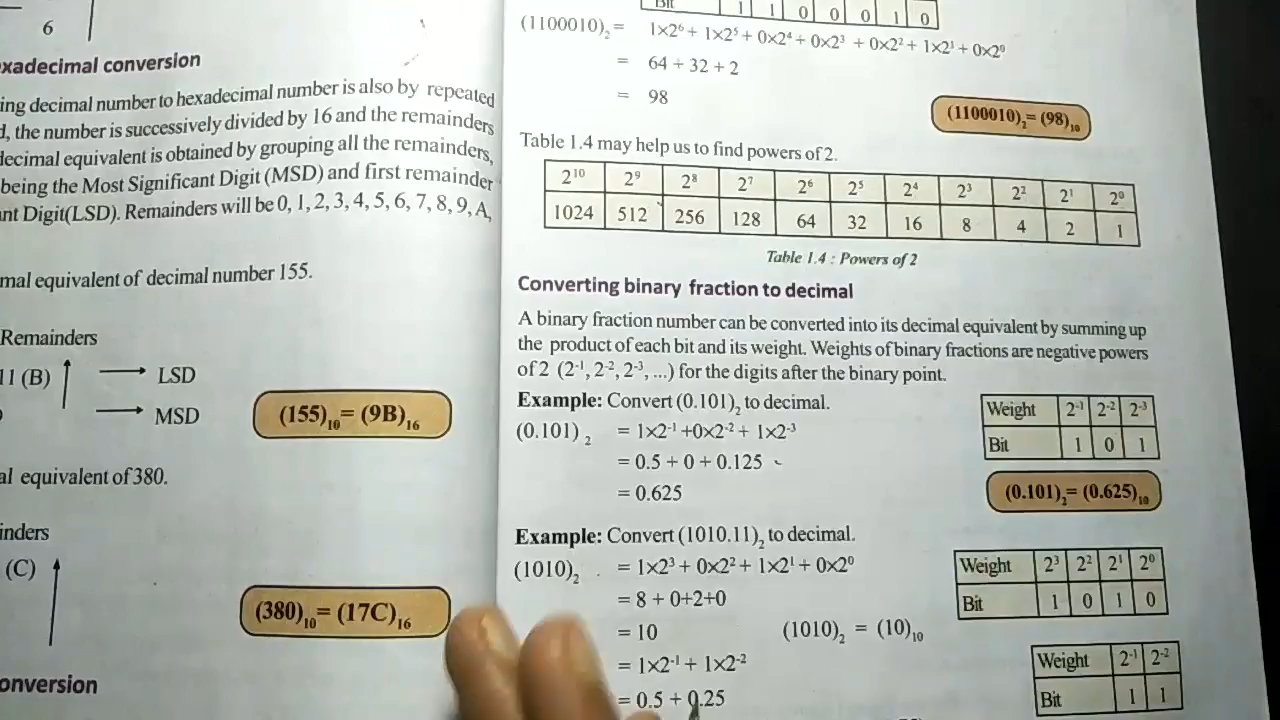 6
xadecimal conversion
ing decimal number to hexadecimal number is also by repeated
d, the number is successively divided by 16 and the remainders
decimal equivalent is obtained by grouping all the remainders,
being the Most Significant Digit (MSD) and first remainder
nt Digit(LSD). Remainders will be 0, 1, 2, 3, 4, 5, 6, 7, 8, 9, A,
mal equivalent of decimal number 155.
Remainders
11 (B) LSD
MSD
(155)₁₀= (9B)₁₆
al equivalent of 380.
inders
(C)
(380)₁₀= (17C)₁₆
onversion
Bit 1 1 0 0 0 1 0
(1100010)₂ = 1×2⁶ + 1×2⁵ + 0×2⁴ + 0×2³ + 0×2² + 1×2¹ + 0×2⁰
= 64 + 32 + 2
= 98
(1100010)₂= (98)₁₀
Table 1.4 may help us to find powers of 2.
2¹⁰ 2⁹ 2⁸ 2⁷ 2⁶ 2⁵ 2⁴ 2³ 2² 2¹ 2⁰
1024 512 256 128 64 32 16 8 4 2 1
Table 1.4 : Powers of 2
Converting binary fraction to decimal
A binary fraction number can be converted into its decimal equivalent by summing up
the product of each bit and its weight. Weights of binary fractions are negative powers
of 2 (2⁻¹, 2⁻², 2⁻³, ...) for the digits after the binary point.
Example: Convert (0.101)₂ to decimal.
(0.101)₂ = 1×2⁻¹ +0×2⁻² + 1×2⁻³
= 0.5 + 0 + 0.125
= 0.625
Weight 2⁻¹ 2⁻² 2⁻³
Bit 1 0 1
(0.101)₂= (0.625)₁₀
Example: Convert (1010.11)₂ to decimal.
(1010)₂ = 1×2³ + 0×2² + 1×2¹ + 0×2⁰
= 8 + 0+2+0
= 10 (1010)₂ = (10)₁₀
Weight 2³ 2² 2¹ 2⁰
Bit 1 0 1 0
= 1×2⁻¹ + 1×2⁻²
= 0.5 + 0.25
Weight 2⁻¹ 2⁻²
Bit 1 1